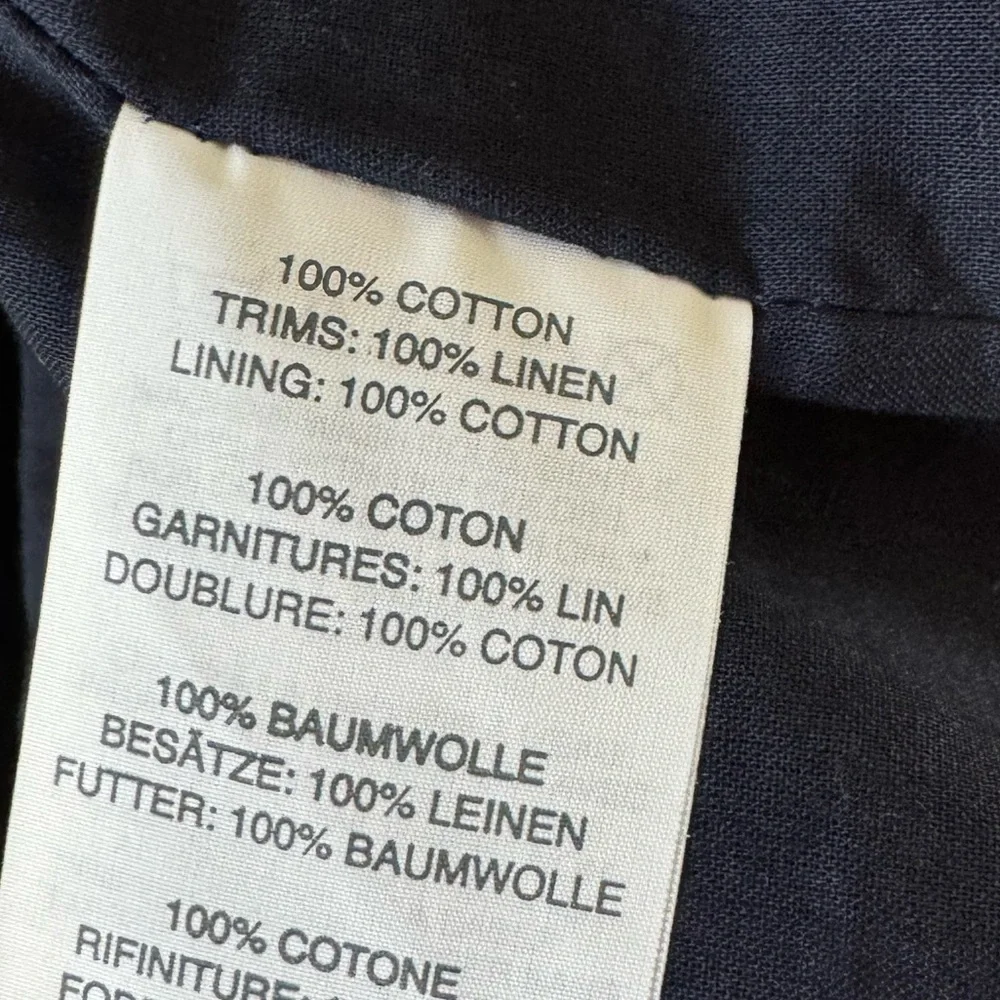 100% COTTON
TRIMS: 100% LINEN
LINING: 100% COTTON
100% COTON
GARNITURES: 100% LIN
DOUBLURE: 100% COTON
100% BAUMWOLLE
BESÄTZE: 100% LEINEN
FUTTER: 100% BAUMWOLLE
100% COTONE
RIFINITURE: